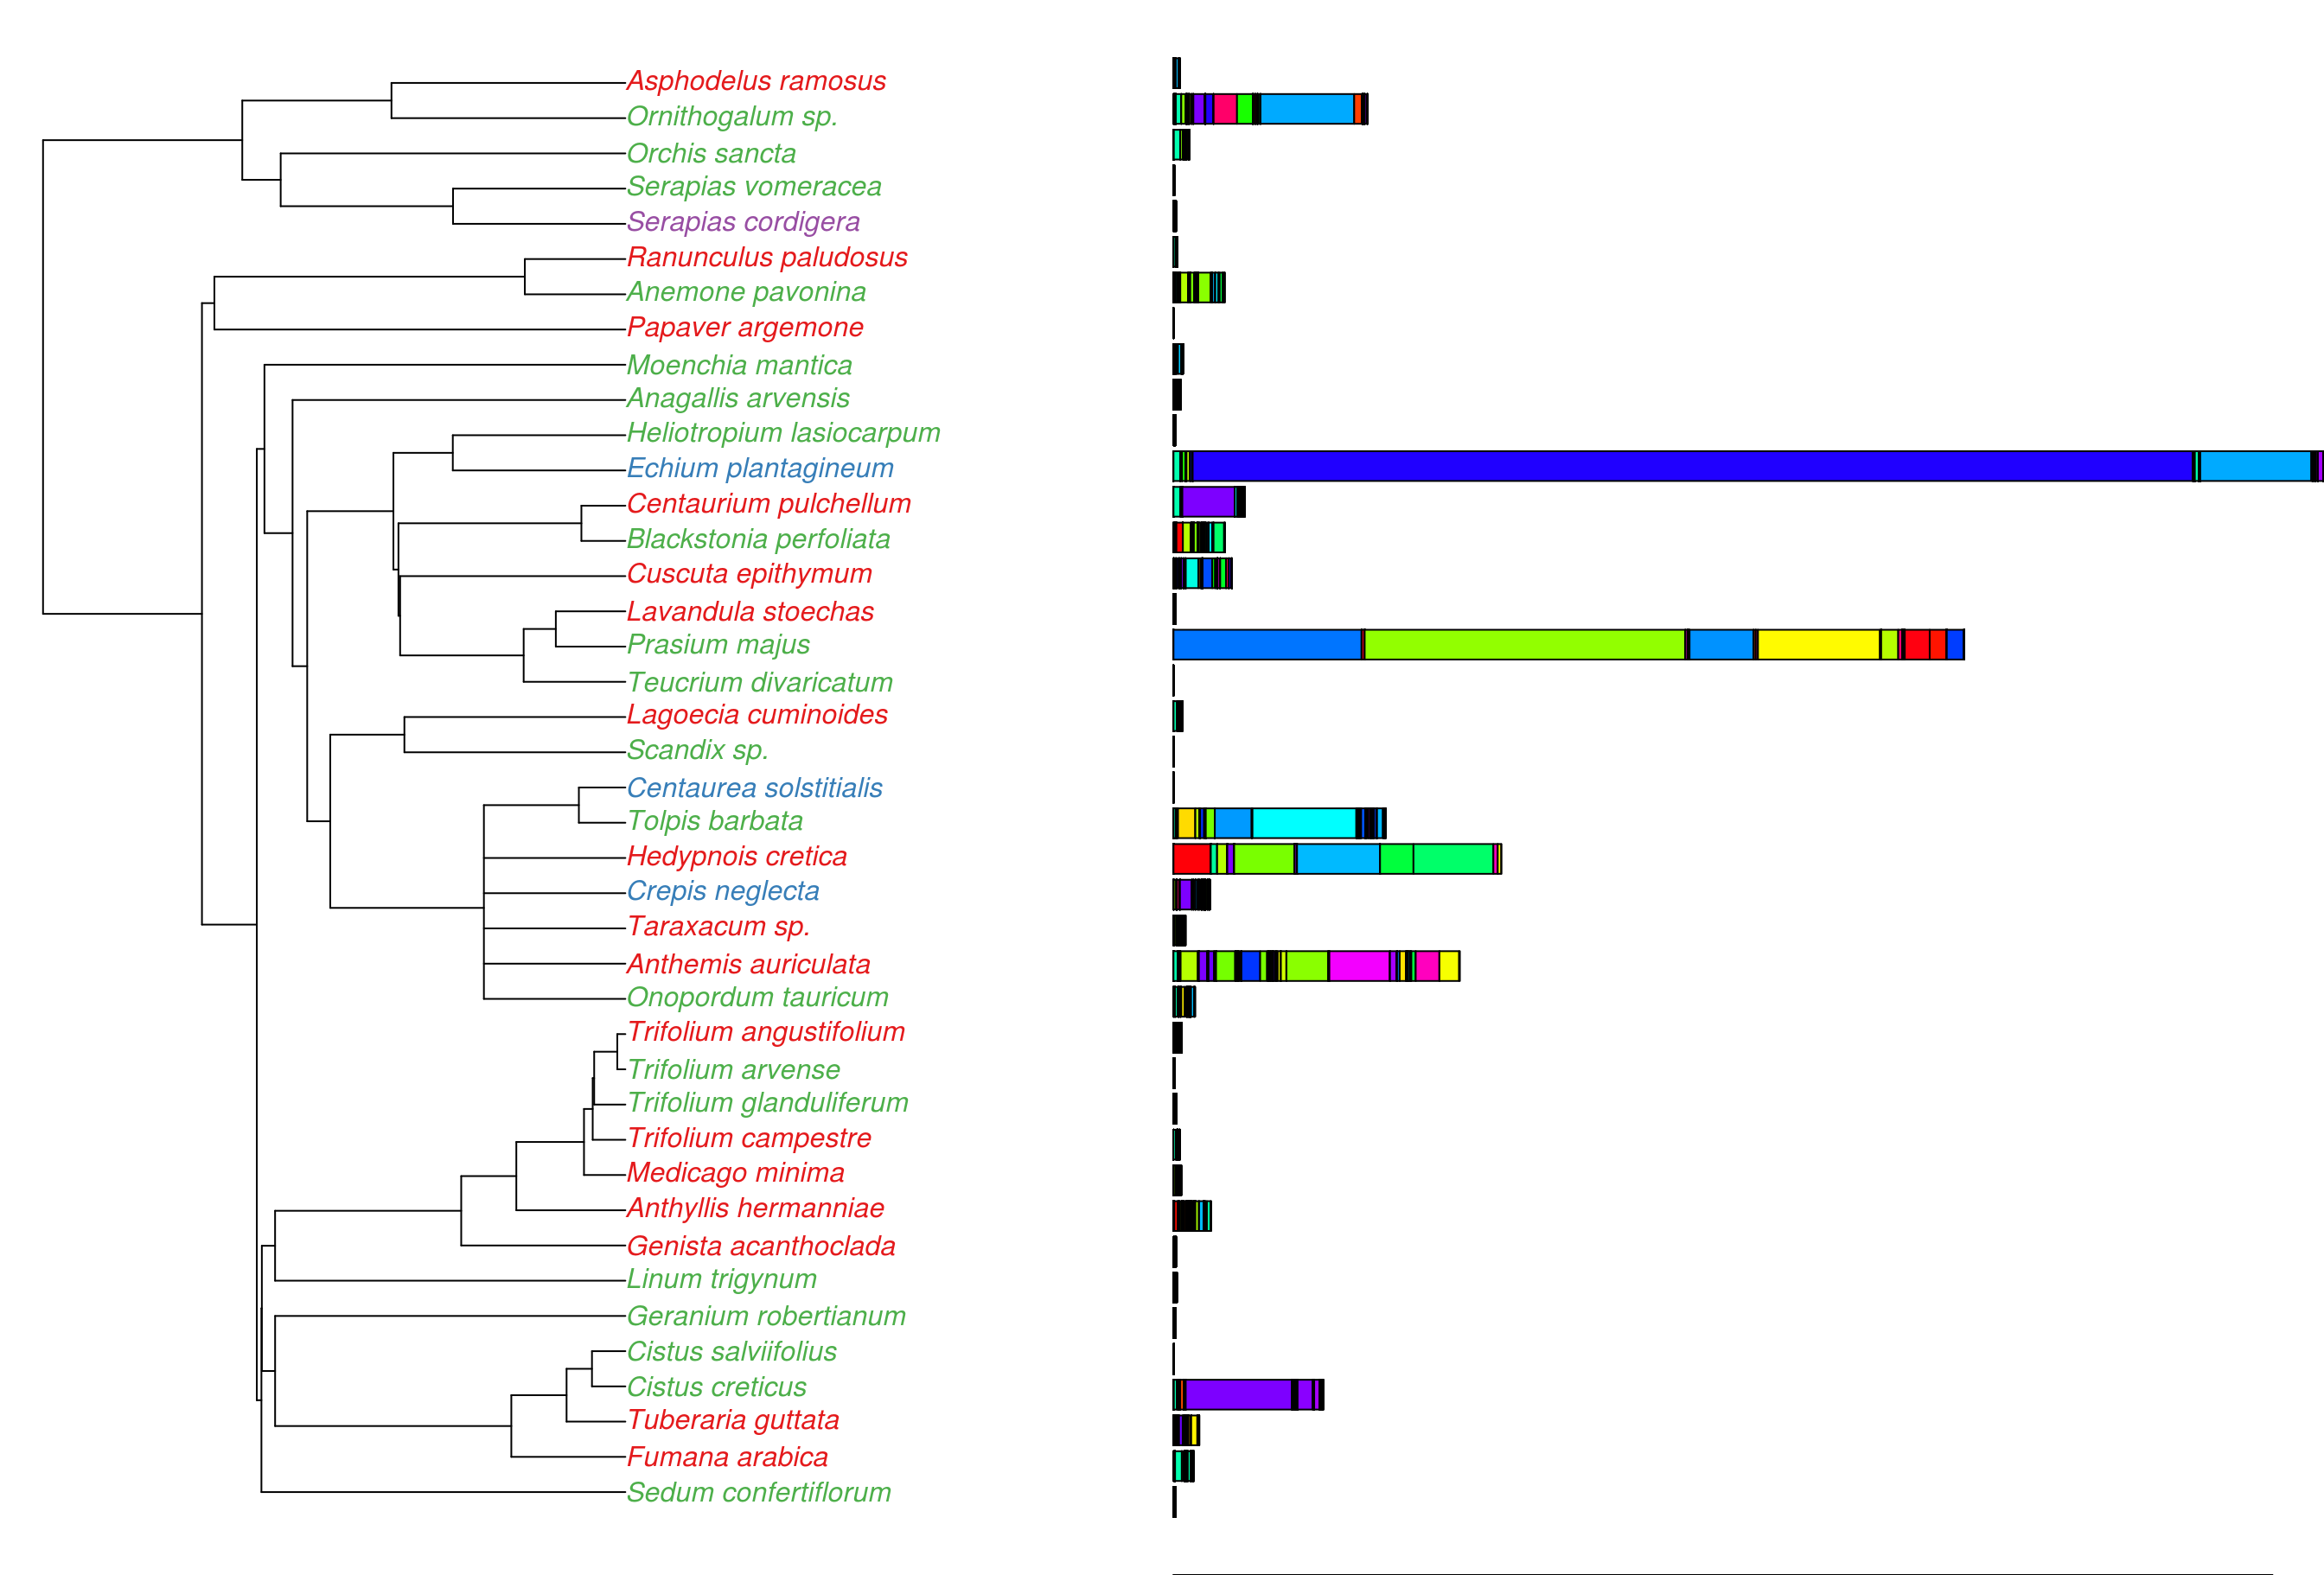 Asphodelus ramosus
Ornithogalum sp.
Orchis sancta
Serapias vomeracea
Serapias cordigera
Ranunculus paludosus
Anemone pavonina
Papaver argemone
Moenchia mantica
Anagallis arvensis
Heliotropium lasiocarpum
Echium plantagineum
Centaurium pulchellum
Blackstonia perfoliata
Cuscuta epithymum
Lavandula stoechas
Prasium majus
Teucrium divaricatum
Lagoecia cuminoides
Scandix sp.
Centaurea solstitialis
Tolpis barbata
Hedypnois cretica
Crepis neglecta
Taraxacum sp.
Anthemis auriculata
Onopordum tauricum
Trifolium angustifolium
Trifolium arvense
Trifolium glanduliferum
Trifolium campestre
Medicago minima
Anthyllis hermanniae
Genista acanthoclada
Linum trigynum
Geranium robertianum
Cistus salviifolius
Cistus creticus
Tuberaria guttata
Fumana arabica
Sedum confertiflorum